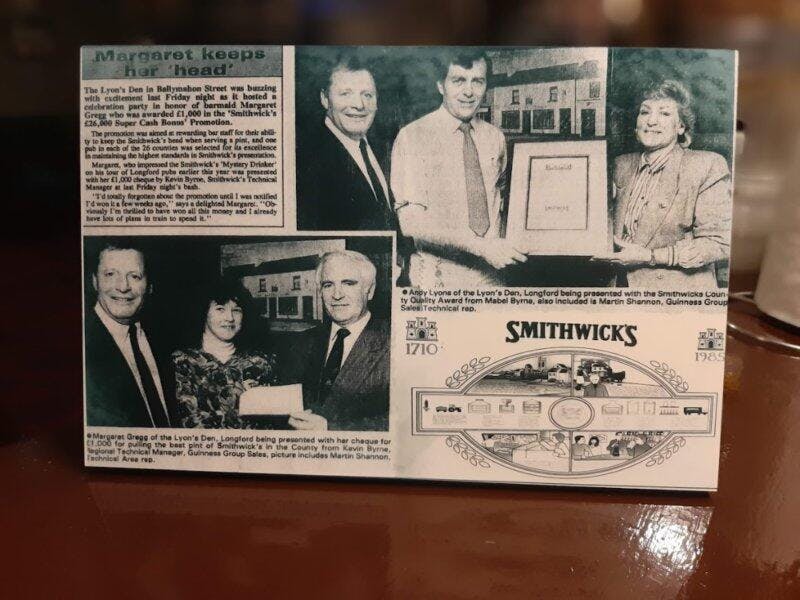 Margaret keeps
her 'head'
The Lyon's Den in Ballymahon Street was buzzing
with excitement last Friday night as it hosted a
celebration party in honor of barmaid Margaret
Gregg who was awarded £1,000 in the 'Smithwick's
£26,000 Super Cash Bonus' Promotion.
The promotion was aimed at rewarding bar staff for their abili-
ty to keep the Smithwick's head when serving a pint, and one
pub in each of the 26 counties was selected for its excellence
in maintaining the highest standards in Smithwick's presentation.
Margaret, who impressed the Smithwick's 'Mystery Drinker'
on his tour of Longford pubs earlier this year was presented
with her £1,000 cheque by Kevin Byrne, Smithwick's Technical
Manager at last Friday night's bash.
"I'd totally forgotten about the promotion until I was notified
I'd won it a few weeks ago," says a delighted Margaret. "Ob-
viously I'm thrilled to have won all this money and I already
have lots of plans in train to spend it."
● Andy Lyons of the Lyon's Den, Longford being presented with the Smithwicks Coun-
ty Quality Award from Mabel Byrne, also included is Martin Shannon, Guinness Group
Sales Technical rep.
● Margaret Gregg of the Lyon's Den, Longford being presented with her cheque for
£1,000 for pulling the best pint of Smithwick's in the County from Kevin Byrne,
Regional Technical Manager, Guinness Group Sales, picture includes Martin Shannon,
Technical Area rep.
SMITHWICK'S
1710
1985